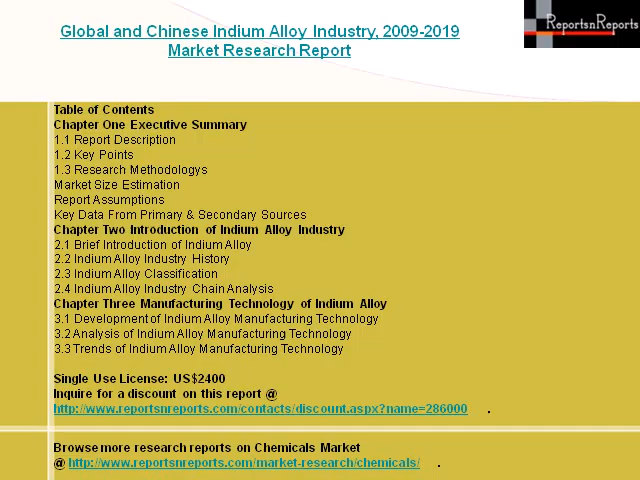 Global and Chinese Indium Alloy Industry, 2009-2019
Market Research Report
ReportsnReports
Table of Contents
Chapter One Executive Summary
1.1 Report Description
1.2 Key Points
1.3 Research Methodologys
Market Size Estimation
Report Assumptions
Key Data From Primary & Secondary Sources
Chapter Two Introduction of Indium Alloy Industry
2.1 Brief Introduction of Indium Alloy
2.2 Indium Alloy Industry History
2.3 Indium Alloy Classification
2.4 Indium Alloy Industry Chain Analysis
Chapter Three Manufacturing Technology of Indium Alloy
3.1 Development of Indium Alloy Manufacturing Technology
3.2 Analysis of Indium Alloy Manufacturing Technology
3.3 Trends of Indium Alloy Manufacturing Technology
Single Use License: US$2400
Inquire for a discount on this report @
http://www.reportsnreports.com/contacts/discount.aspx?name=286000 .
Browse more research reports on Chemicals Market
@ http://www.reportsnreports.com/market-research/chemicals/ .